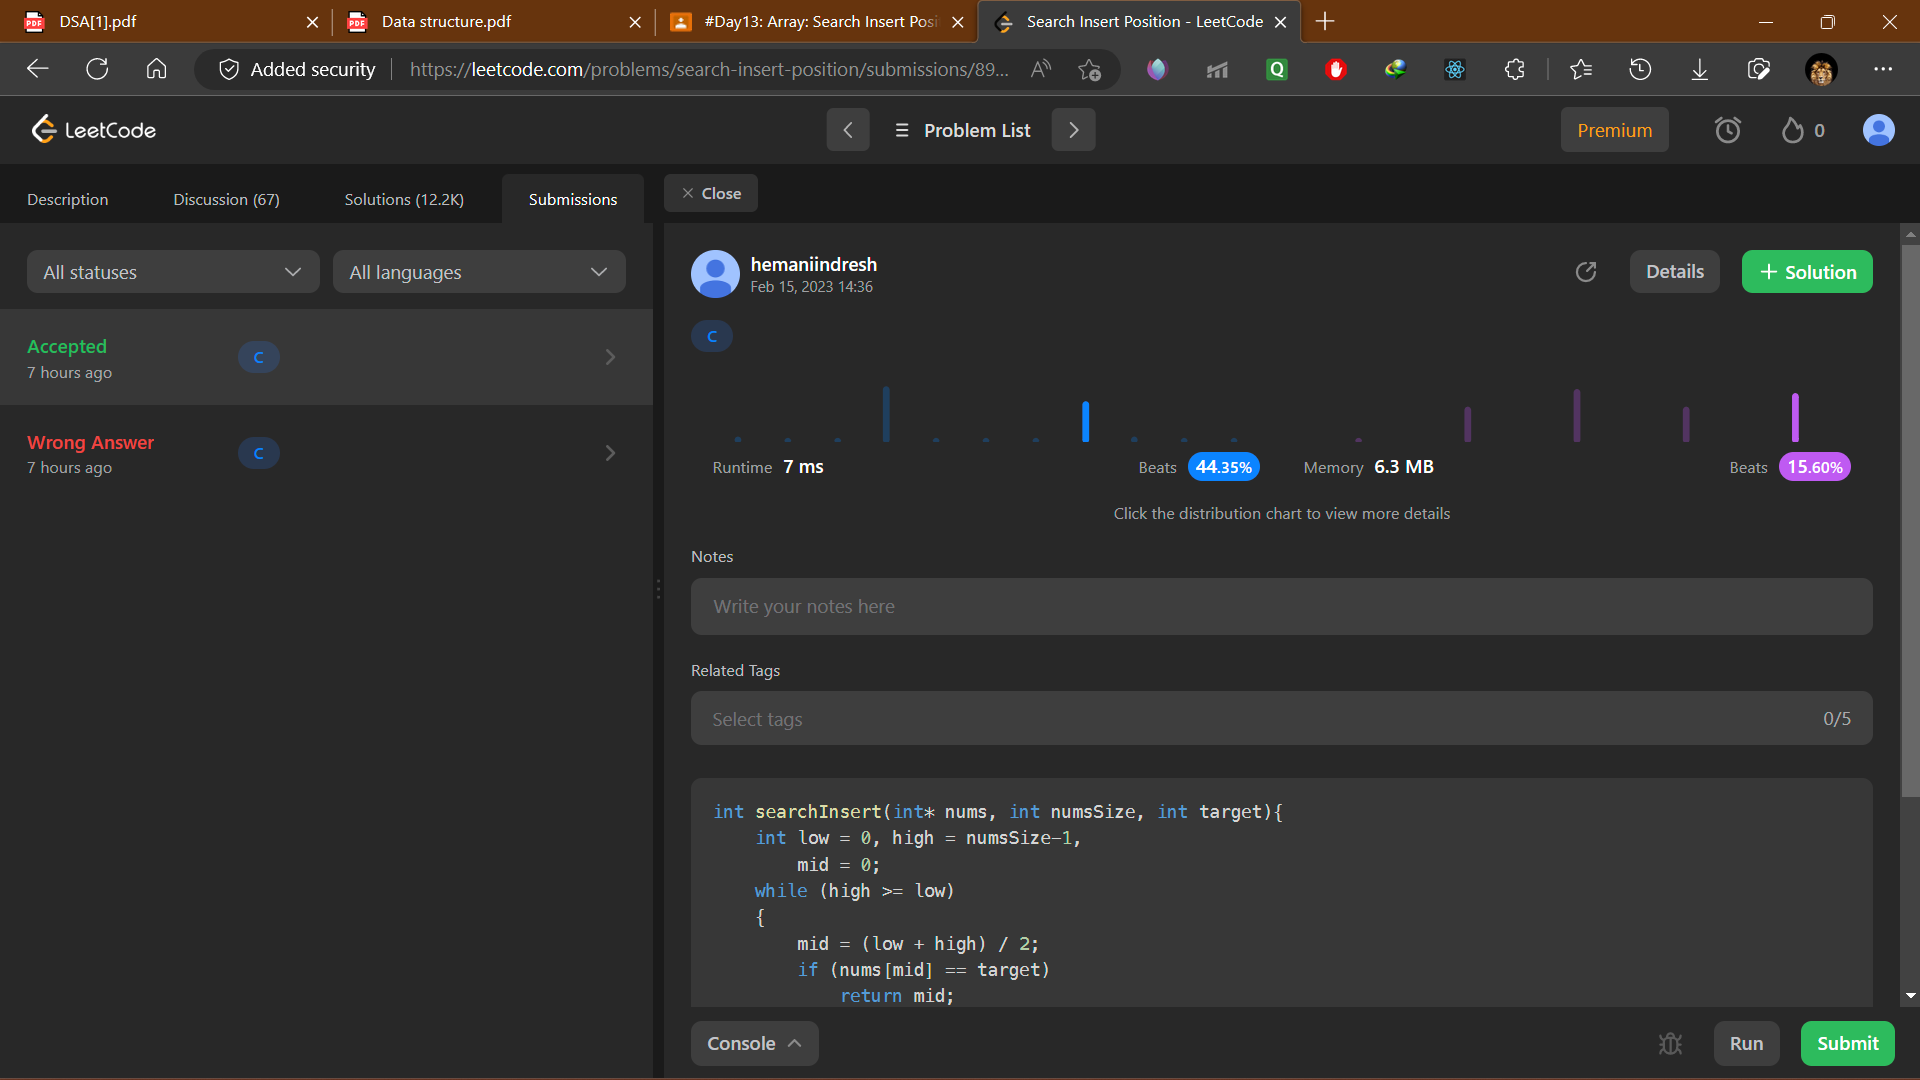 DSA[1].pdf
Data structure.pdf
#Day13: Array: Search Insert Posi
Search Insert Position - LeetCode
Added security
https://leetcode.com/problems/search-insert-position/submissions/89...
LeetCode
Problem List
Premium
0
Description
Discussion (67)
Solutions (12.2K)
Submissions
Close
All statuses
All languages
Accepted
7 hours ago
C
Wrong Answer
7 hours ago
C
hemaniindresh
Feb 15, 2023 14:36
Details
+ Solution
C
Runtime 7 ms
Beats 44.35%
Memory 6.3 MB
Beats 15.60%
Click the distribution chart to view more details
Notes
Write your notes here
Related Tags
Select tags
0/5
int searchInsert(int* nums, int numsSize, int target){
int low = 0, high = numsSize-1,
mid = 0;
while (high >= low)
{
mid = (low + high) / 2;
if (nums[mid] == target)
return mid;
Console
Run
Submit